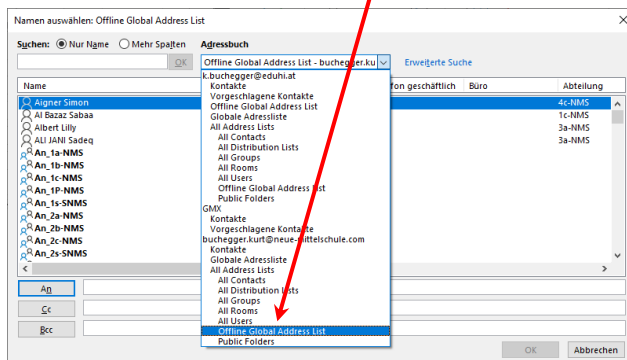 Namen auswählen: Offline Global Address List
Suchen: Nur Name Mehr Spalten Adressbuch
OK Offline Global Address List - buchegger.ku Erweiterte Suche
Name fon geschäftlich Büro Abteilung
Aigner Simon 4c-NMS
Al Bazaz Sabaa 1c-NMS
Albert Lilly 3a-NMS
ALI JANI Sadeq 3a-NMS
An_1a-NMS
An_1b-NMS
An_1c-NMS
An_1P-NMS
An_1s-SNMS
An_2a-NMS
An_2b-NMS
An_2c-NMS
An_2s-SNMS
k.buchegger@eduhi.at
Kontakte
Vorgeschlagene Kontakte
Offline Global Address List
Globale Adressliste
All Address Lists
All Contacts
All Distribution Lists
All Groups
All Rooms
All Users
Offline Global Address List
Public Folders
GMX
Kontakte
Vorgeschlagene Kontakte
buchegger.kurt@neue-mittelschule.com
Kontakte
Globale Adressliste
All Address Lists
All Contacts
All Distribution Lists
All Groups
All Rooms
All Users
Offline Global Address List
Public Folders
An
Cc
Bcc
OK Abbrechen